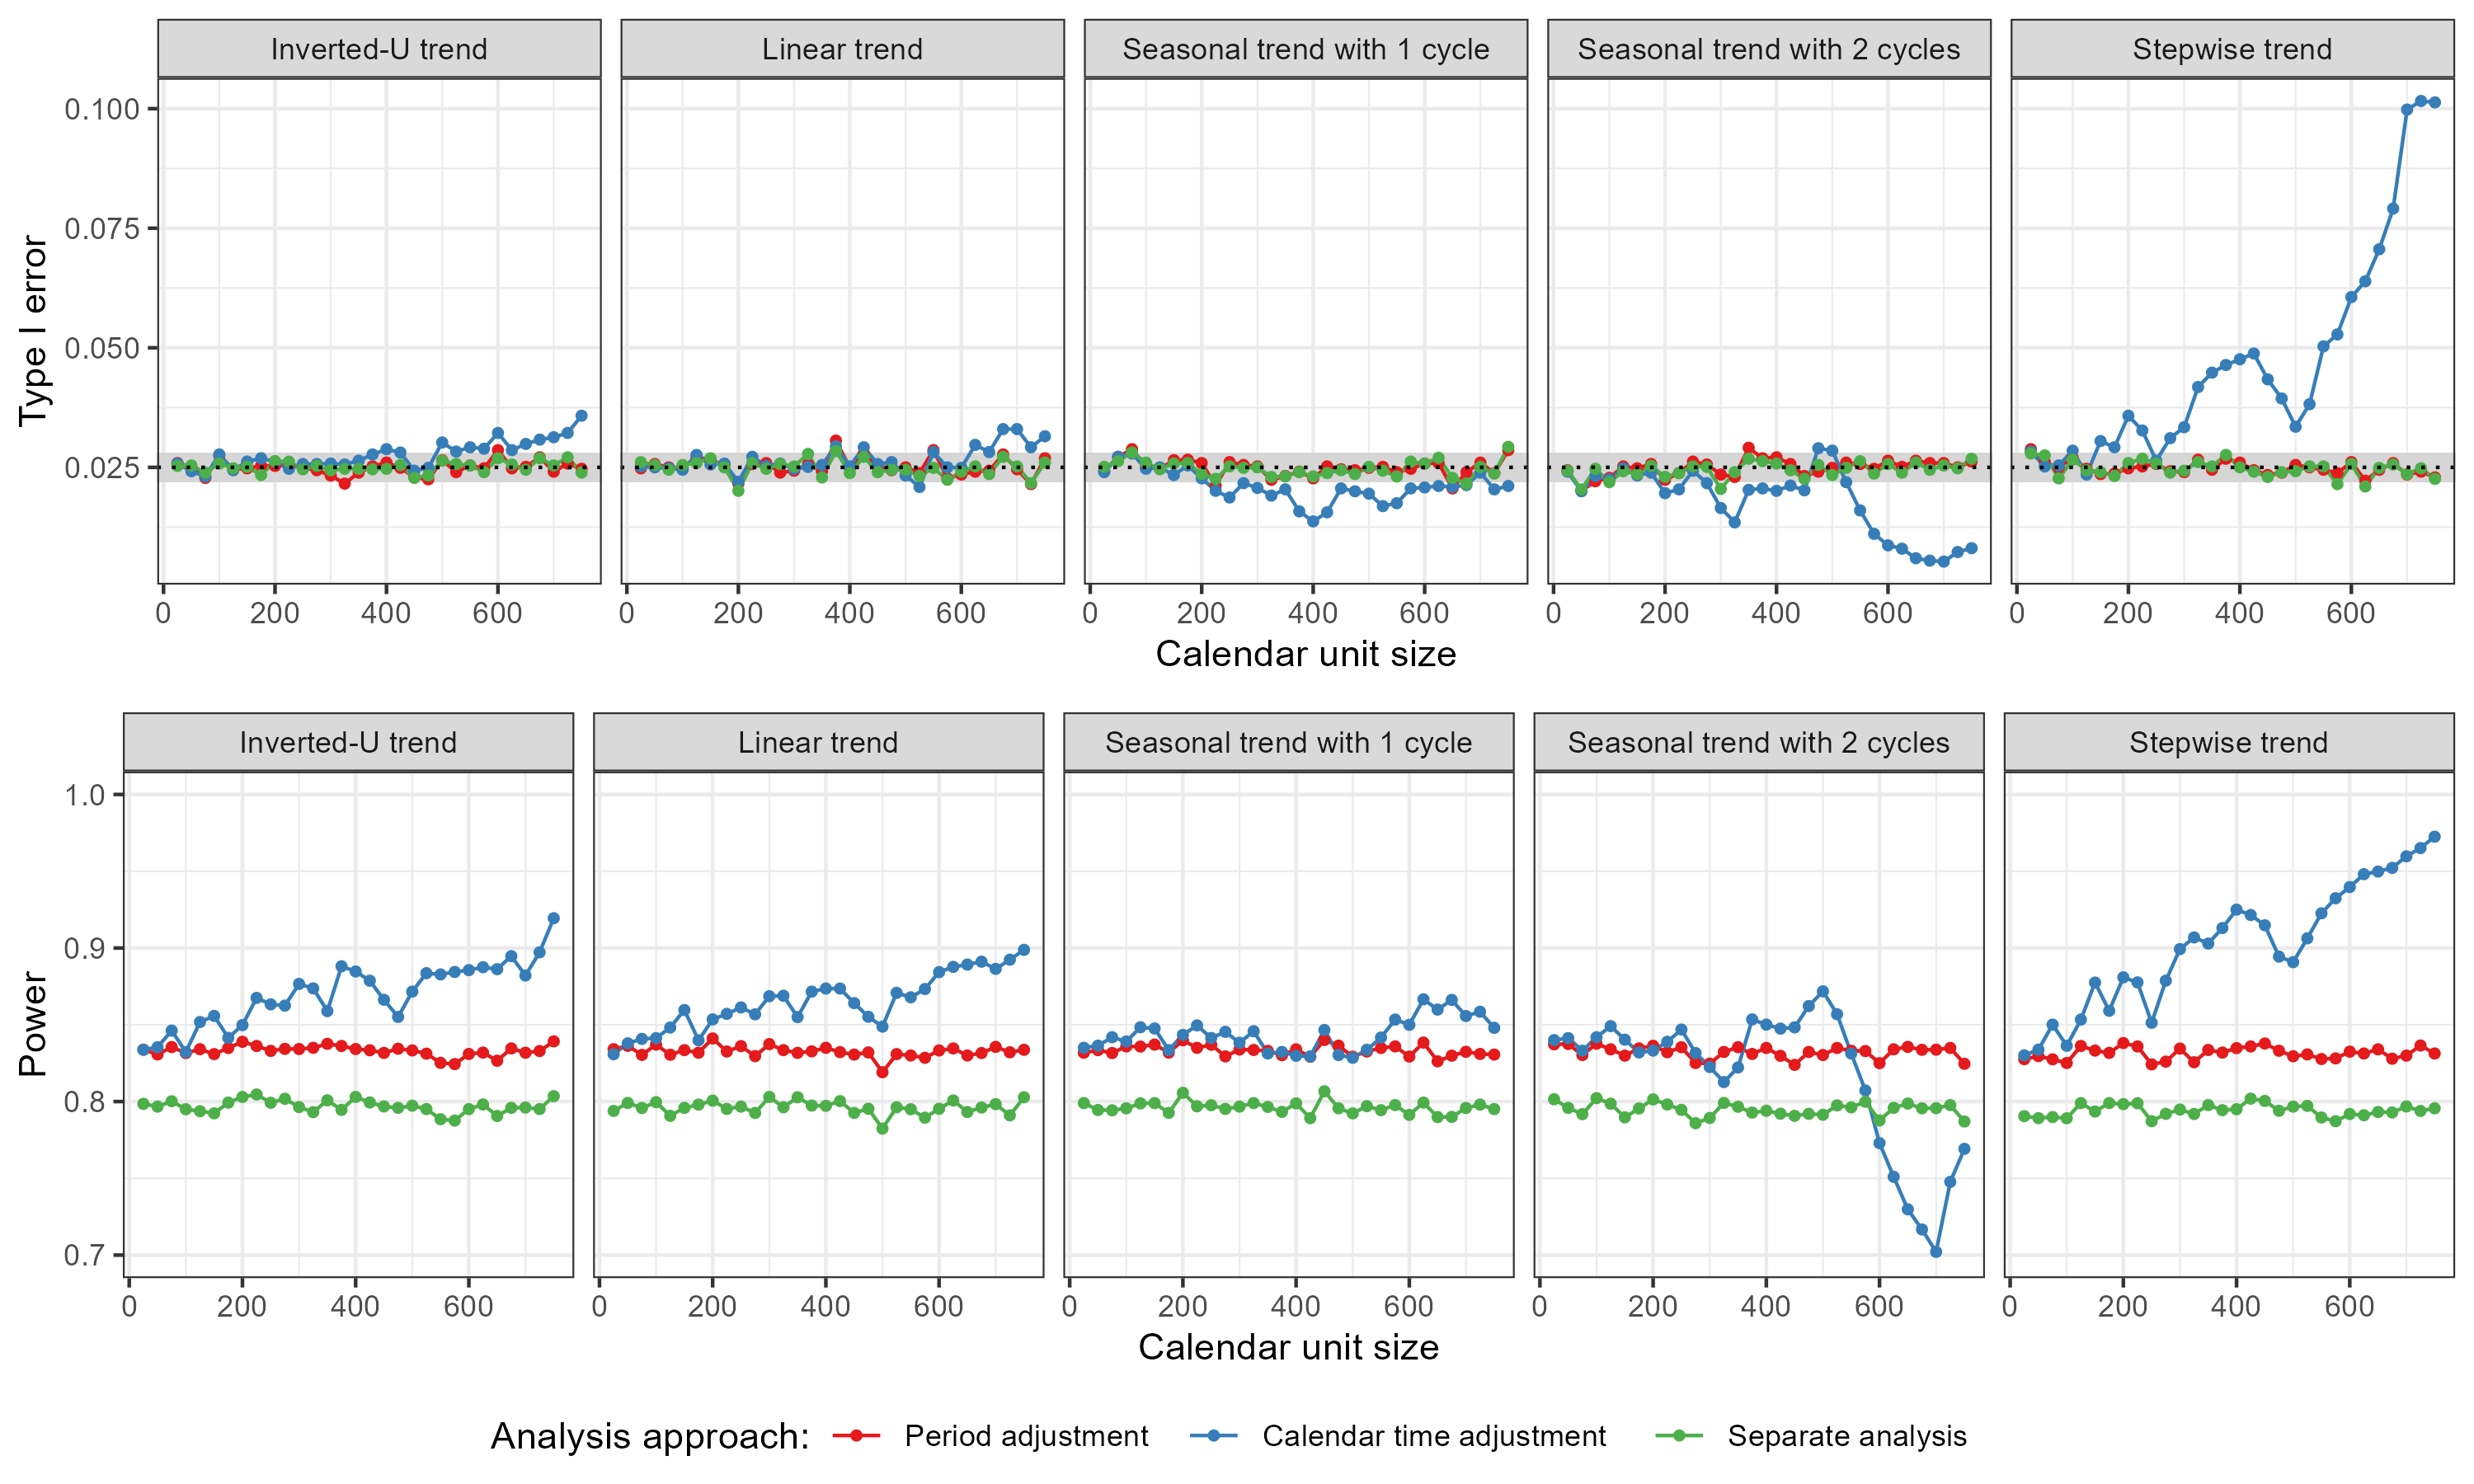 Inverted-U trend
Linear trend
Seasonal trend with 1 cycle
Seasonal trend with 2 cycles
Stepwise trend
Type I error
0.100
0.075
0.050
0.025
0 200 400 600
0 200 400 600
0 200 400 600
0 200 400 600
0 200 400 600
Calendar unit size
Inverted-U trend
Linear trend
Seasonal trend with 1 cycle
Seasonal trend with 2 cycles
Stepwise trend
Power
1.0
0.9
0.8
0.7
0 200 400 600
0 200 400 600
0 200 400 600
0 200 400 600
0 200 400 600
Calendar unit size
Analysis approach: Period adjustment Calendar time adjustment Separate analysis